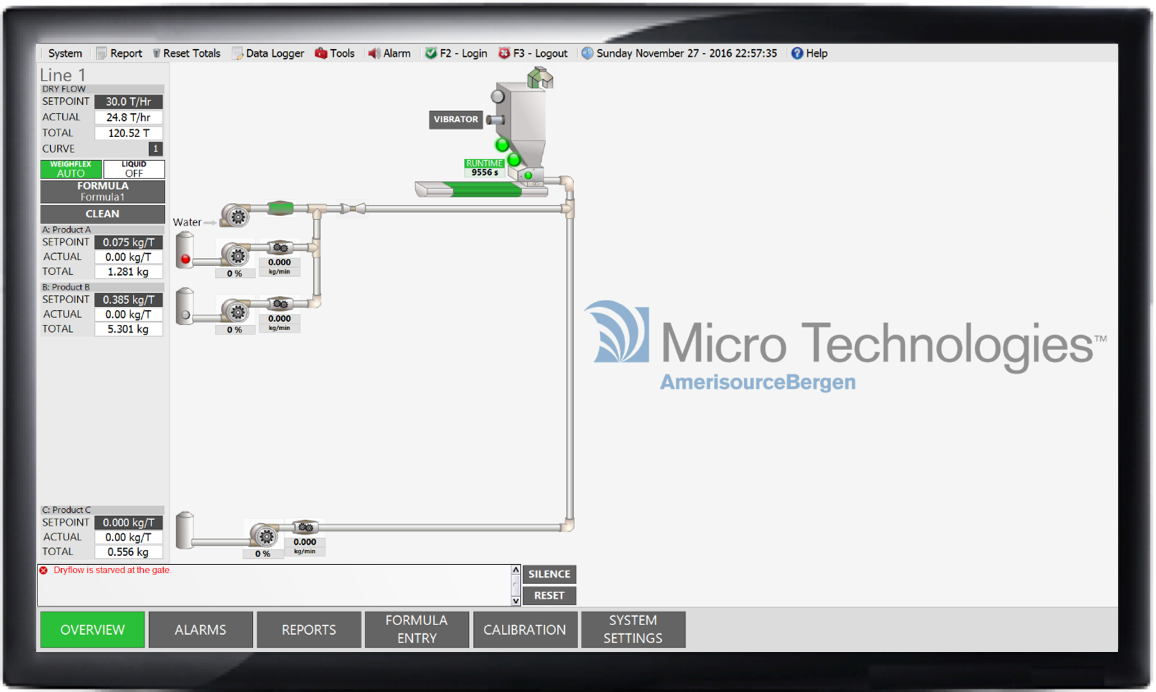 System Report Reset Totals Data Logger Tools Alarm F2 - Login F3 - Logout Sunday November 27 - 2016 22:57:35 Help
Line 1
DRY FLOW
SETPOINT 30.0 T/Hr
ACTUAL 24.8 T/hr
TOTAL 120.52 T
CURVE 1
WEIGHFLEX LIQUID
AUTO OFF
FORMULA
Formula1
CLEAN
A: Product A
SETPOINT 0.075 kg/T
ACTUAL 0.00 kg/T
TOTAL 1.281 kg
B: Product B
SETPOINT 0.385 kg/T
ACTUAL 0.00 kg/T
TOTAL 5.301 kg
C: Product C
SETPOINT 0.000 kg/T
ACTUAL 0.00 kg/T
TOTAL 0.556 kg
VIBRATOR
RUNTIME
9556 s
Water
0.000
kg/min
0 %
0.000
kg/min
0 %
0.000
kg/min
0 %
Micro Technologies™
AmerisourceBergen
Dryflow is starved at the gate.
SILENCE
RESET
OVERVIEW
ALARMS
REPORTS
FORMULA
ENTRY
CALIBRATION
SYSTEM
SETTINGS